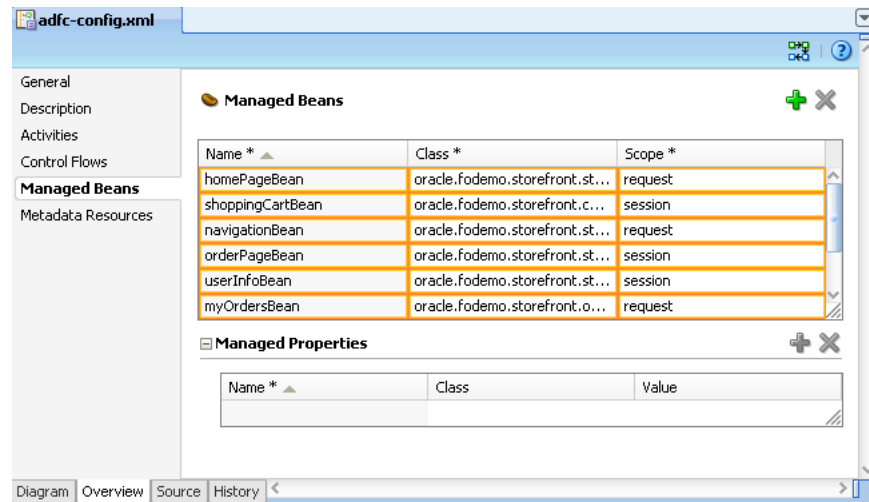 adfc-config.xml
General
Description
Activities
Control Flows
Managed Beans
Metadata Resources
Managed Beans
Name * Class * Scope *
homePageBean oracle.fodemo.storefront.st... request
shoppingCartBean oracle.fodemo.storefront.c... session
navigationBean oracle.fodemo.storefront.st... request
orderPageBean oracle.fodemo.storefront.st... session
userInfoBean oracle.fodemo.storefront.st... session
myOrdersBean oracle.fodemo.storefront.o... request
Managed Properties
Name * Class Value
Diagram Overview Source History